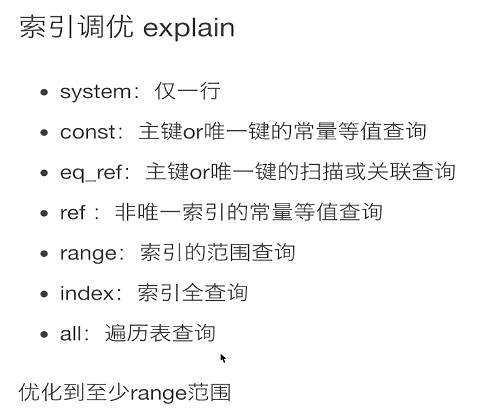 索引调优 explain
• system：仅一行
• const：主键or唯一键的常量等值查询
• eq_ref：主键or唯一键的扫描或关联查询
• ref ：非唯一索引的常量等值查询
• range：索引的范围查询
• index：索引全查询
• all：遍历表查询
优化到至少range范围